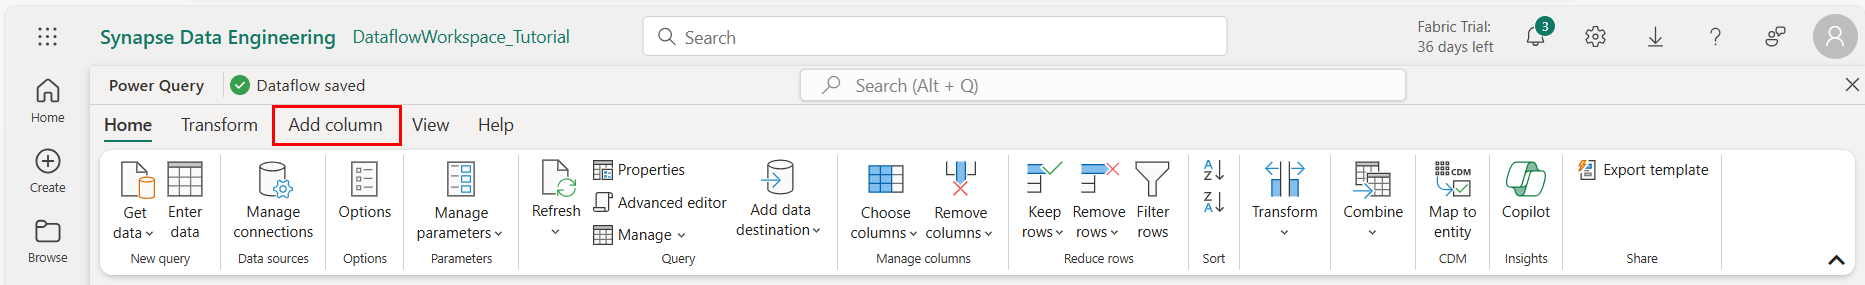 Synapse Data Engineering DataflowWorkspace_Tutorial Search Fabric Trial: 3
36 days left
Power Query Dataflow saved Search (Alt + Q)
Home
Home Transform Add column View Help
Create
Browse
Get data
Enter data
New query
Manage connections
Data sources
Options
Options
Manage parameters
Parameters
Refresh
Properties
Advanced editor
Manage
Add data destination
Query
Choose columns
Remove columns
Manage columns
Keep rows
Remove rows
Filter rows
Reduce rows
A
Z
Z
A
Sort
Transform
Combine
CDM
Map to entity
CDM
Copilot
Insights
Export template
Share